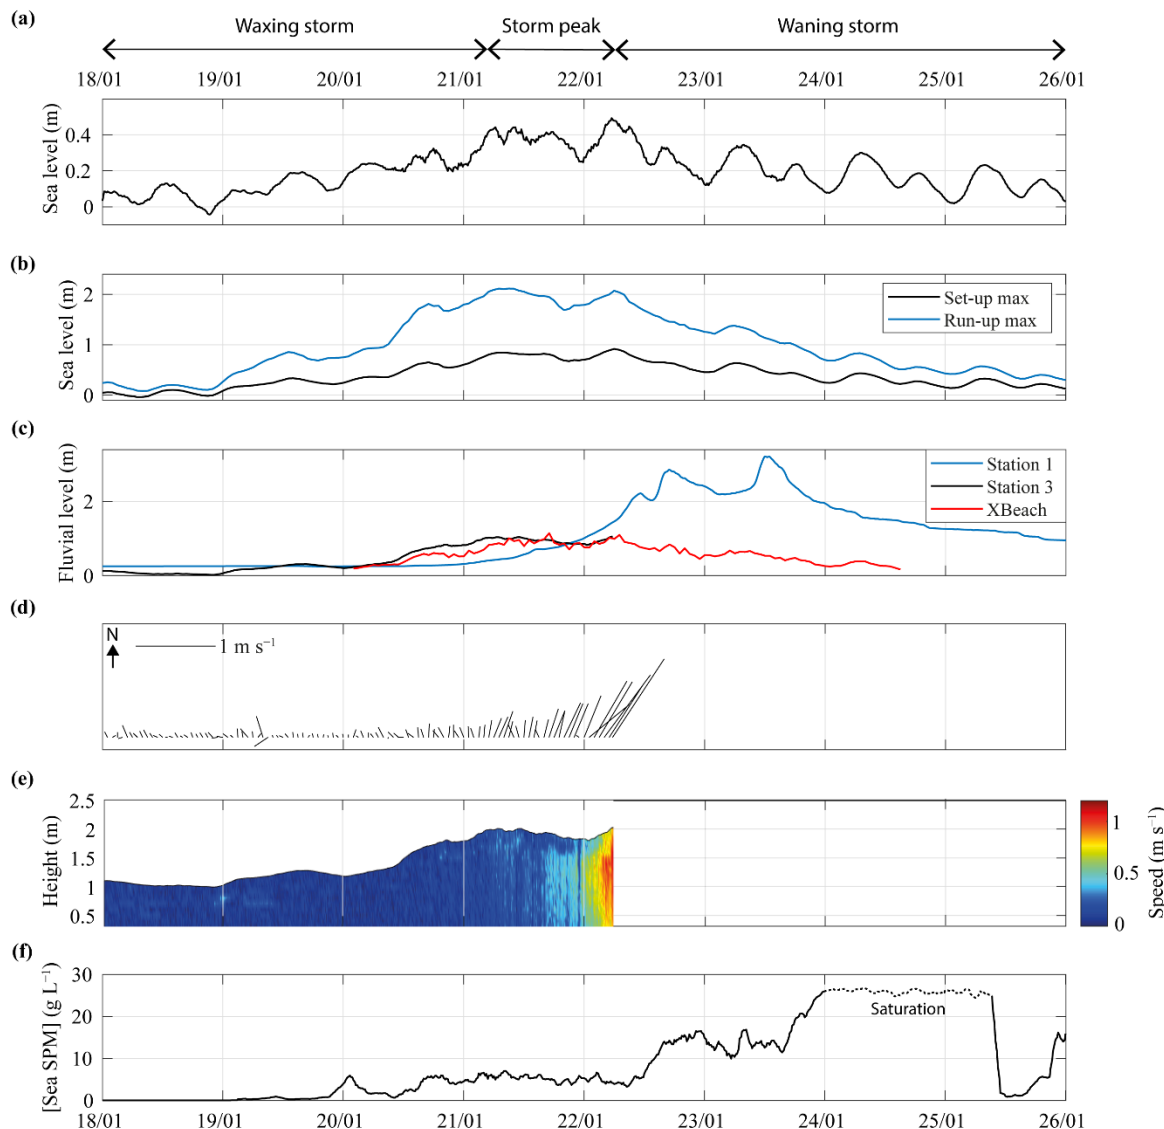 (a)
Waxing storm Storm peak Waning storm
18/01 19/01 20/01 21/01 22/01 23/01 24/01 25/01 26/01
Sea level (m)
0.4
0.2
0
(b)
Sea level (m)
2
1
0
Set-up max
Run-up max
(c)
Fluvial level (m)
2
0
Station 1
Station 3
XBeach
(d)
N
1 m s⁻¹
(e)
Height (m)
2.5
2
1.5
1
0.5
1
0.5
0
Speed (m s⁻¹)
(f)
[Sea SPM] (g L⁻¹)
30
20
10
0
Saturation
18/01 19/01 20/01 21/01 22/01 23/01 24/01 25/01 26/01